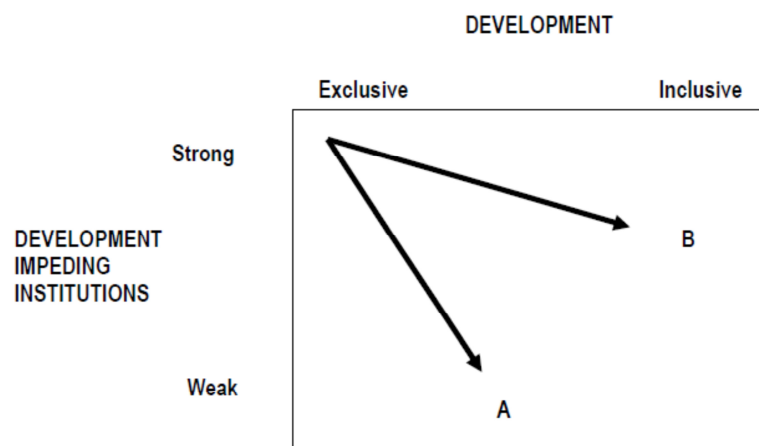 DEVELOPMENT
Exclusive Inclusive
Strong
DEVELOPMENT
IMPEDING
INSTITUTIONS
B
Weak
A